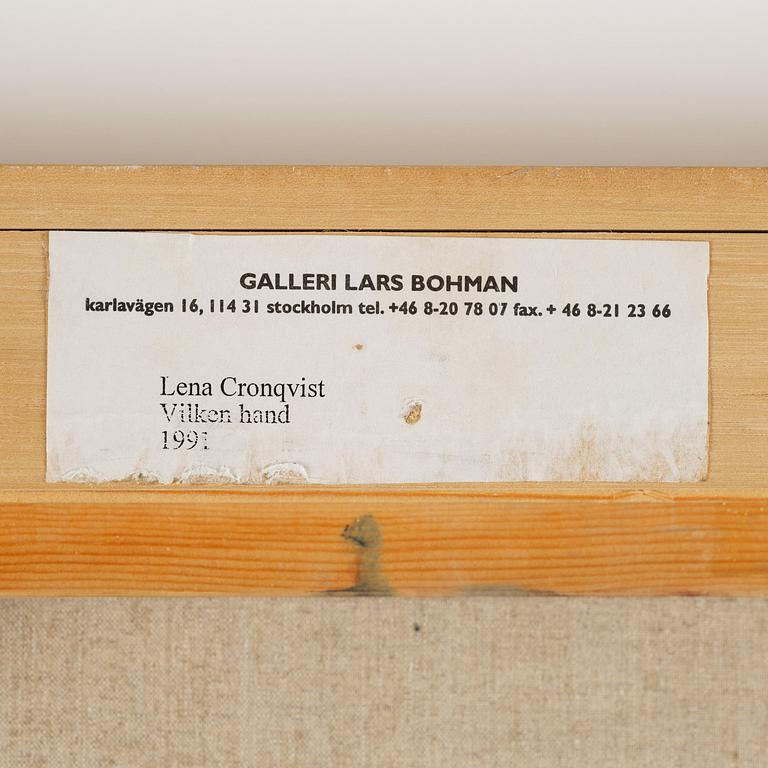 GALLERI LARS BOHMAN
karlavägen 16, 114 31 stockholm tel. +46 8-20 78 07 fax. + 46 8-21 23 66
Lena Cronqvist
Vilken hand
1991